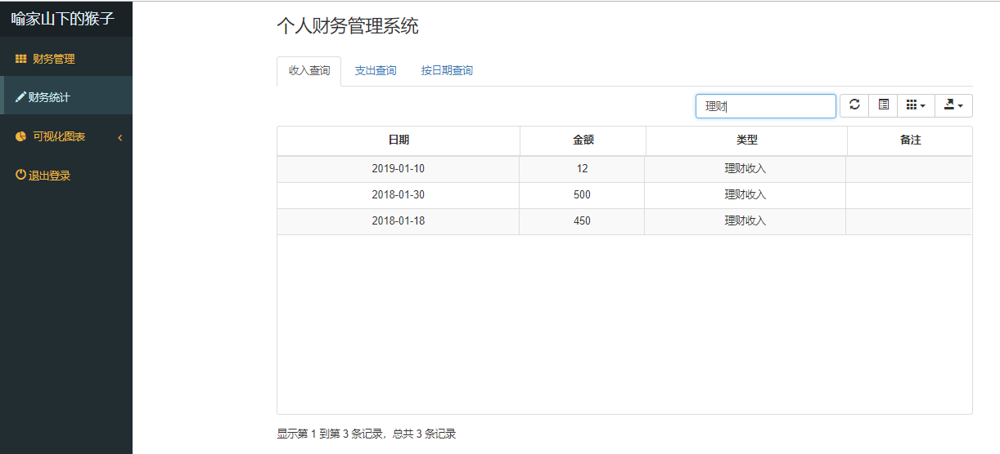 喻家山下的猴子
财务管理
财务统计
可视化图表
退出登录
个人财务管理系统
收入查询 支出查询 按日期查询
理财
日期 金额 类型 备注
2019-01-10 12 理财收入
2018-01-30 500 理财收入
2018-01-18 450 理财收入
显示第 1 到第 3 条记录，总共 3 条记录